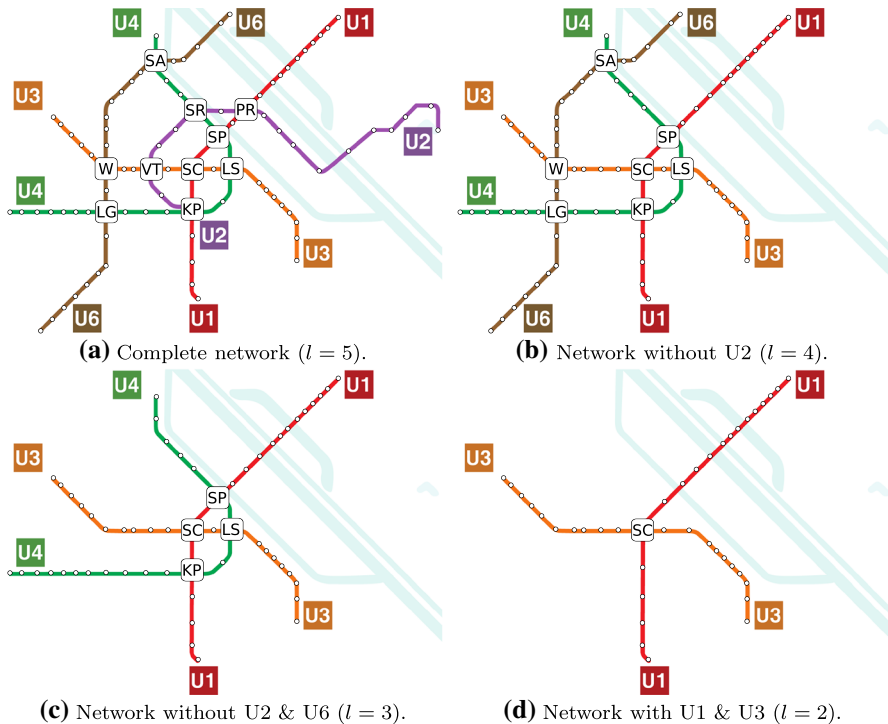 U4 U6 U1
SA
U3
SR PR
SP
U2
W VT SC LS
U4
LG KP
U2
U3
U6 U1
(a) Complete network (l = 5).
U4 U6 U1
SA
U3
SP
W SC LS
U4
LG KP
U3
U6 U1
(b) Network without U2 (l = 4).
U4 U1
U3
SP
SC LS
U4
KP
U3
U1
(c) Network without U2 & U6 (l = 3).
U1
U3
SC
U3
U1
(d) Network with U1 & U3 (l = 2).